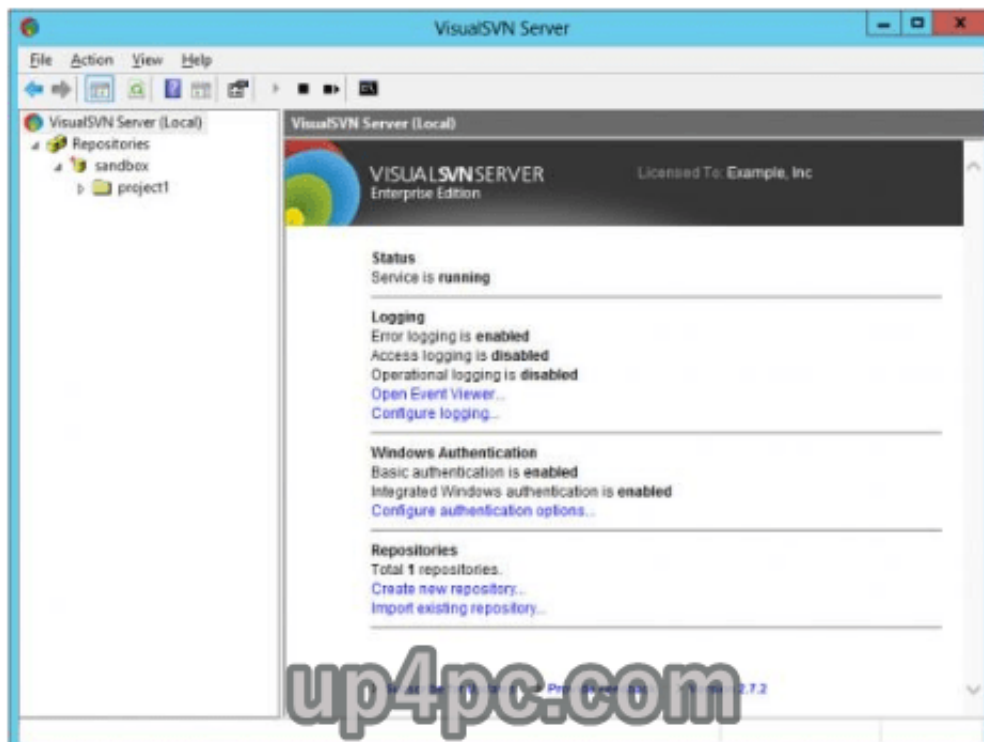 VisualSVN Server
File Action View Help
VisualSVN Server (Local)
Repositories
sandbox
project1
VisualSVN Server (Local)
VISUALSVNSERVER
Enterprise Edition
Licensed To: Example, Inc
Status
Service is running
Logging
Error logging is enabled
Access logging is disabled
Operational logging is disabled
Open Event Viewer...
Configure logging...
Windows Authentication
Basic authentication is enabled
Integrated Windows authentication is enabled
Configure authentication options...
Repositories
Total 1 repositories.
Create new repository...
Import existing repository...
2.7.2
up4pc.com